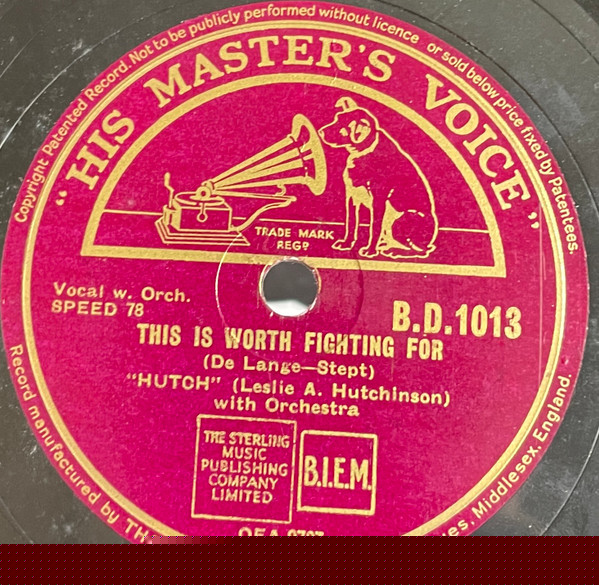 Copyright Patented Record. Not to be publicly performed without licence or sold below price fixed by Patentees.
"HIS MASTER'S VOICE"
TRADE MARK
REGD
Vocal w. Orch.
SPEED 78
B.D.1013
THIS IS WORTH FIGHTING FOR
(De Lange—Stept)
"HUTCH" (Leslie A. Hutchinson)
with Orchestra
THE STERLING
MUSIC
PUBLISHING
COMPANY
LIMITED
B.I.E.M.
Record manufactured by Middlesex, England.